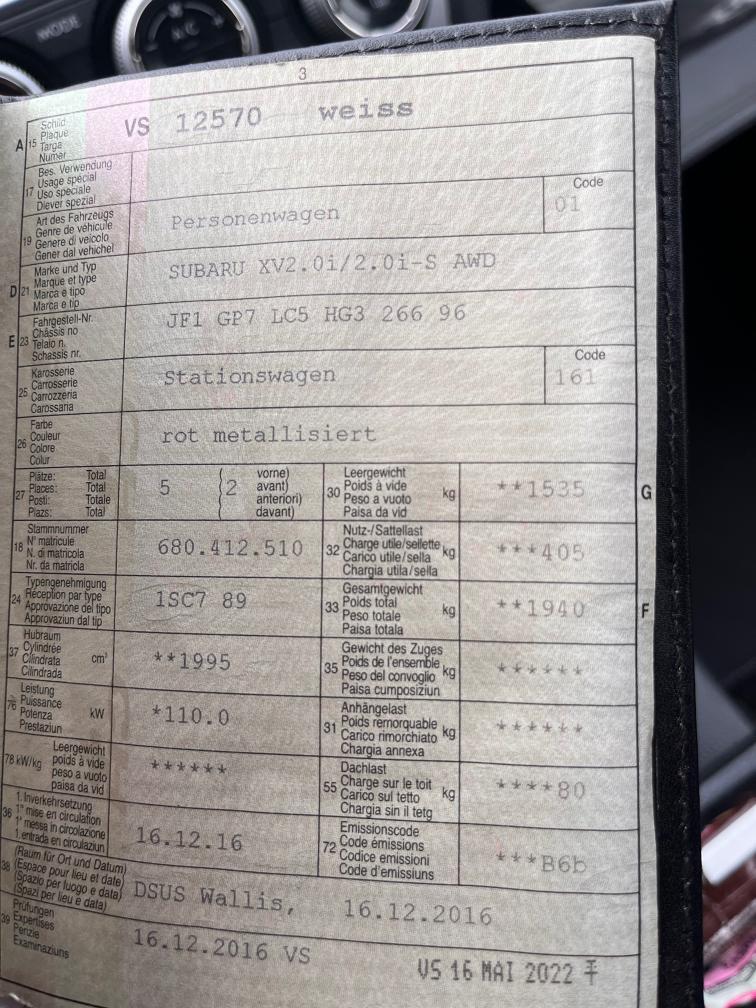 MODE
A/C
3
A 15 Schild Plaque Targa Numer VS 12570 weiss
17 Bes. Verwendung Usage spécial Uso speciale Diever spezial
19 Art des Fahrzeugs Genre de véhicule Genere di veicolo Gener dal vehichel Personenwagen Code 01
D 21 Marke und Typ Marque et type Marca e tipo Marca e tip SUBARU XV2.0i/2.0i-S AWD
E 23 Fahrgestell-Nr. Châssis no Telaio n. Schassis nr. JF1 GP7 LC5 HG3 266 96
25 Karosserie Carrosserie Carrozzeria Carossaria Stationswagen Code 161
26 Farbe Couleur Colore Colur rot metallisiert
27 Plätze: Total Places: Total Posti: Totale Plazs: Total 5 (2 vorne) avant) anteriori) davant)
30 Leergewicht Poids à vide Peso a vuoto Paisa da vid kg **1535 G
18 Stammnummer N° matricule N. di matricola Nr. da matricla 680.412.510
32 Nutz-/Sattellast Charge utile/sellette Carico utile/sella Chargia utila/sella kg ***405
24 Typengenehmigung Réception par type Approvazione del tipo Approvaziun dal tip 1SC7 89
33 Gesamtgewicht Poids total Peso totale Paisa totala kg **1940 F
37 Hubraum Cylindrée Cilindrata Cilindrada cm³ **1995
35 Gewicht des Zuges Poids de l'ensemble Peso del convoglio Paisa cumposiziun kg ******
76 Leistung Puissance Potenza Prestaziun kW *110.0
31 Anhängelast Poids remorquable Carico rimorchiato Chargia annexa kg ******
78 kW/kg Leergewicht poids à vide peso a vuoto paisa da vid ******
55 Dachlast Charge sur le toit Carico sul tetto Chargia sin il tetg kg ****80
36 1. Inverkehrsetzung 1re mise en circulation 1a messa in circolazione 1. entrada en circulaziun 16.12.16
72 Emissionscode Code émissions Codice emissioni Code d'emissiuns ***B6b
38 (Raum für Ort und Datum) (Espace pour lieu et date) (Spazio per luogo e data) (Spazi per lieu e data) DSUS Wallis, 16.12.2016
39 Prüfungen Expertises Perizie Examinaziuns 16.12.2016 VS
VS 16 MAI 2022